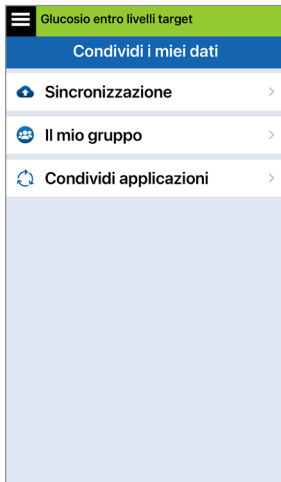 Glucosio entro livelli target
Condividi i miei dati
Sincronizzazione
Il mio gruppo
Condividi applicazioni